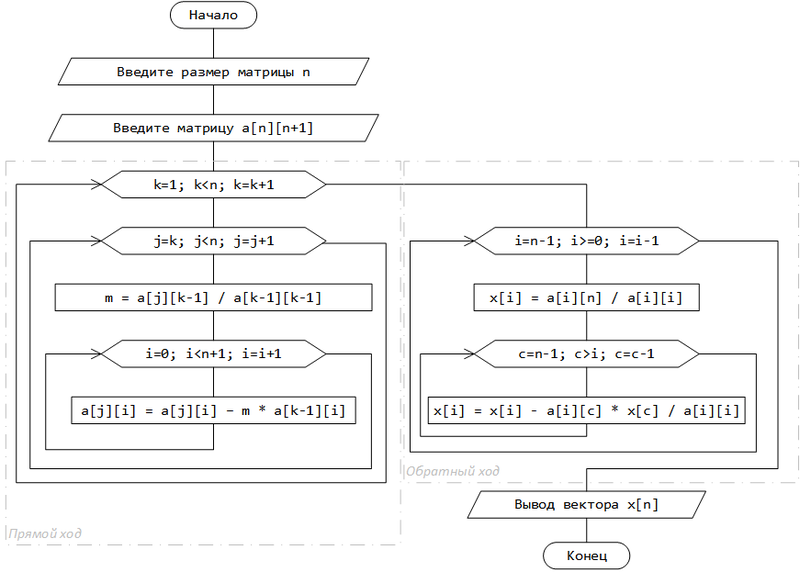 Начало
Введите размер матрицы n
Введите матрицу a[n][n+1]
k=1; k<n; k=k+1
j=k; j<n; j=j+1
m = a[j][k-1] / a[k-1][k-1]
i=0; i<n+1; i=i+1
a[j][i] = a[j][i] – m * a[k-1][i]
Прямой ход
i=n-1; i>=0; i=i-1
x[i] = a[i][n] / a[i][i]
c=n-1; c>i; c=c-1
x[i] = x[i] - a[i][c] * x[c] / a[i][i]
Обратный ход
Вывод вектора x[n]
Конец